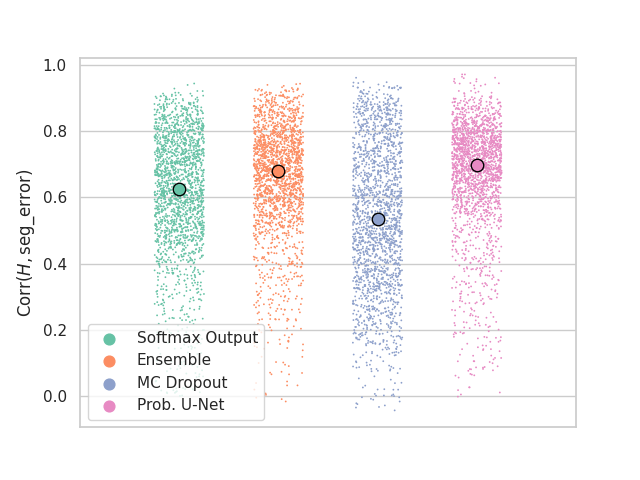 1.0
0.8
0.6
0.4
0.2
0.0
Corr(H, seg_error)
Softmax Output
Ensemble
MC Dropout
Prob. U-Net